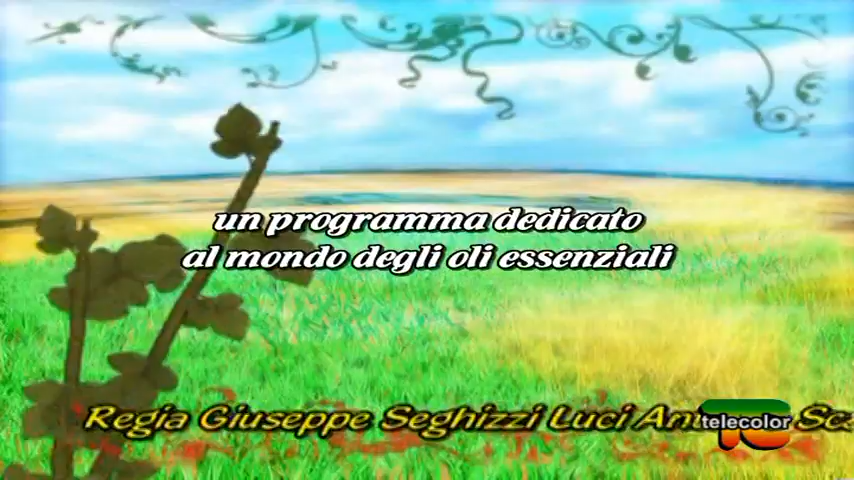 un programma dedicato
al mondo degli oli essenziali
Regia Giuseppe Seghizzi Luci
telecolor